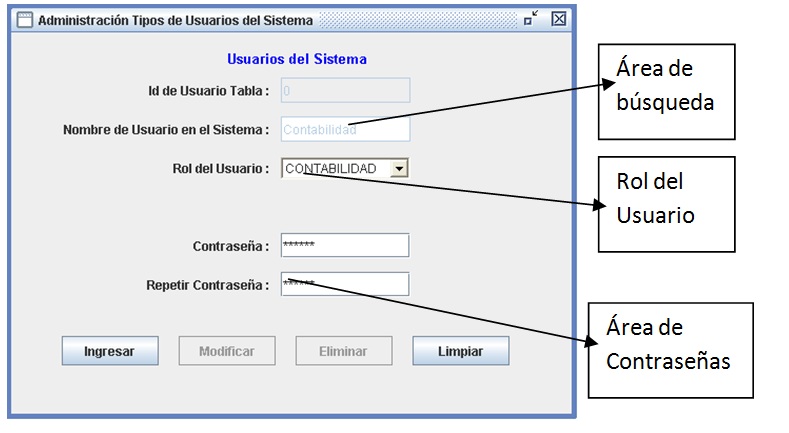 Administración Tipos de Usuarios del Sistema
Usuarios del Sistema
Id de Usuario Tabla :
0
Nombre de Usuario en el Sistema :
Contabilidad
Rol del Usuario :
CONTABILIDAD
Contraseña :
******
Repetir Contraseña :
******
Ingresar
Modificar
Eliminar
Limpiar
Área de
búsqueda
Rol del
Usuario
Área de
Contraseñas